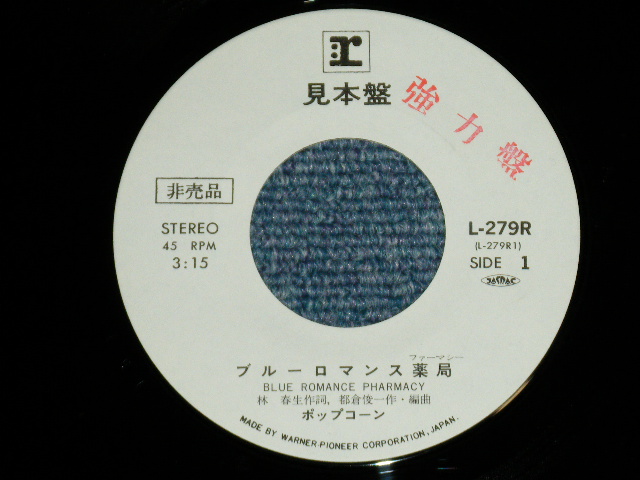 r
見本盤
強力盤
非売品
STEREO
45 RPM
3:15
L-279R
(L-279R1)
SIDE 1
JASRAC
ファーマシー
ブルーロマンス薬局
BLUE ROMANCE PHARMACY
林 春生作詞, 都倉俊一作・編曲
ポップコーン
MADE BY WARNER-PIONEER CORPORATION, JAPAN.